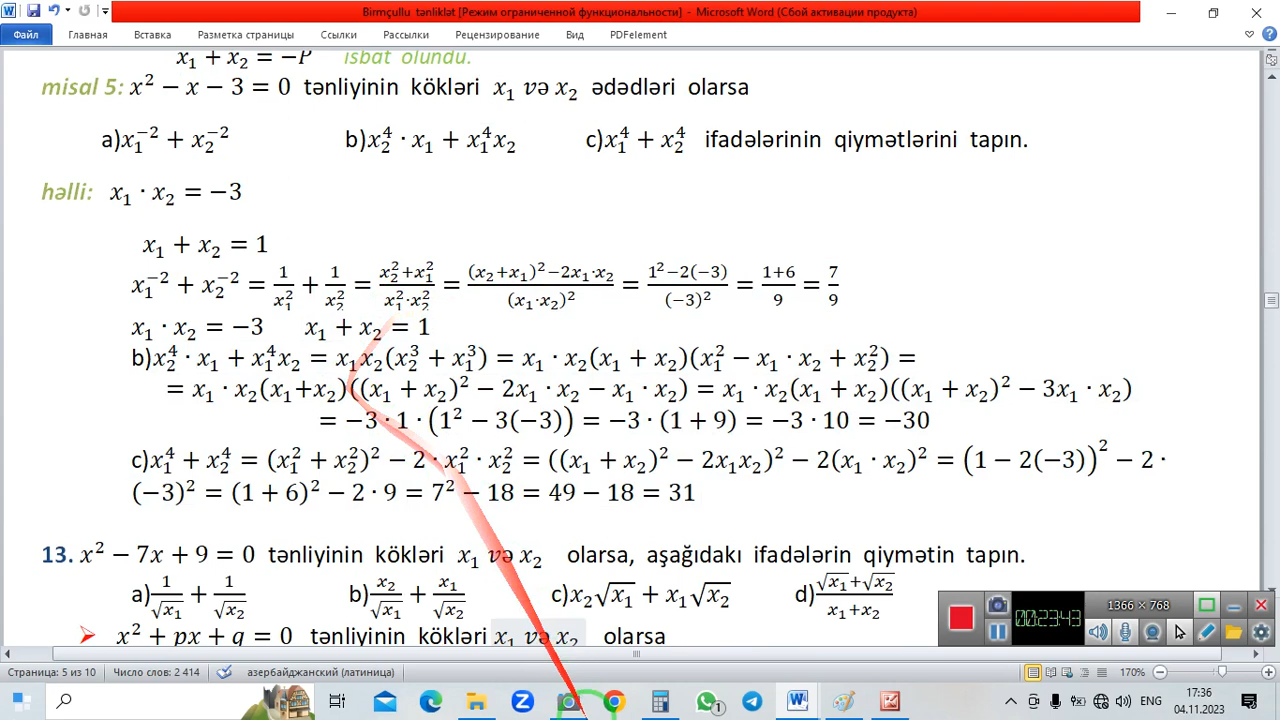 Birmçullu tənliklət [Режим ограниченной функциональности] - Microsoft Word (Сбой активации продукта)
Файл Главная Вставка Разметка страницы Ссылки Рассылки Рецензирование Вид PDFelement
x₁ + x₂ = −P isbat olundu.
misal 5: x² − x − 3 = 0 tənliyinin kökləri x₁ və x₂ ədədləri olarsa
a)x₁⁻² + x₂⁻² b)x₂⁴ · x₁ + x₁⁴x₂ c)x₁⁴ + x₂⁴ ifadələrinin qiymətlərini tapın.
həlli: x₁ · x₂ = −3
x₁ + x₂ = 1
x₁⁻² + x₂⁻² = 1/x₁² + 1/x₂² = (x₂²+x₁²)/(x₁²·x₂²) = ((x₂+x₁)²−2x₁·x₂)/(x₁·x₂)² = (1²−2(−3))/(−3)² = (1+6)/9 = 7/9
x₁ · x₂ = −3 x₁ + x₂ = 1
b)x₂⁴ · x₁ + x₁⁴x₂ = x₁x₂(x₂³ + x₁³) = x₁ · x₂(x₁ + x₂)(x₁² − x₁ · x₂ + x₂²) =
= x₁ · x₂(x₁+x₂)((x₁ + x₂)² − 2x₁ · x₂ − x₁ · x₂) = x₁ · x₂(x₁ + x₂)((x₁ + x₂)² − 3x₁ · x₂)
= −3 · 1 · (1² − 3(−3)) = −3 · (1 + 9) = −3 · 10 = −30
c)x₁⁴ + x₂⁴ = (x₁² + x₂²)² − 2 · x₁² · x₂² = ((x₁ + x₂)² − 2x₁x₂)² − 2(x₁ · x₂)² = (1 − 2(−3))² − 2 ·
(−3)² = (1 + 6)² − 2 · 9 = 7² − 18 = 49 − 18 = 31
13. x² − 7x + 9 = 0 tənliyinin kökləri x₁ və x₂ olarsa, aşağıdakı ifadələrin qiymətin tapın.
a)1/√x₁ + 1/√x₂ b)x₂/√x₁ + x₁/√x₂ c)x₂√x₁ + x₁√x₂ d)(√x₁+√x₂)/(x₁+x₂)
x² + px + q = 0 tənliyinin kökləri x₁ və x₂ olarsa
1366 × 768
00:23:43
Страница: 5 из 10 Число слов: 2 414 азербайджанский (латиница) 170%
1 ENG 17:36
04.11.2023